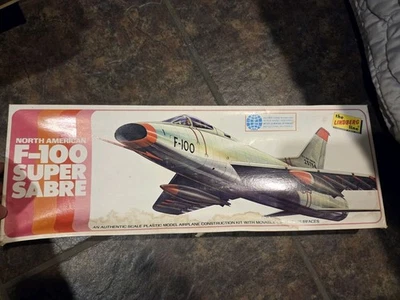 NORTH AMERICAN
F-100
SUPER
SABRE
F-100
The
LINDBERG
Line
AN AUTHENTIC SCALE PLASTIC MODEL AIRPLANE CONSTRUCTION KIT WITH